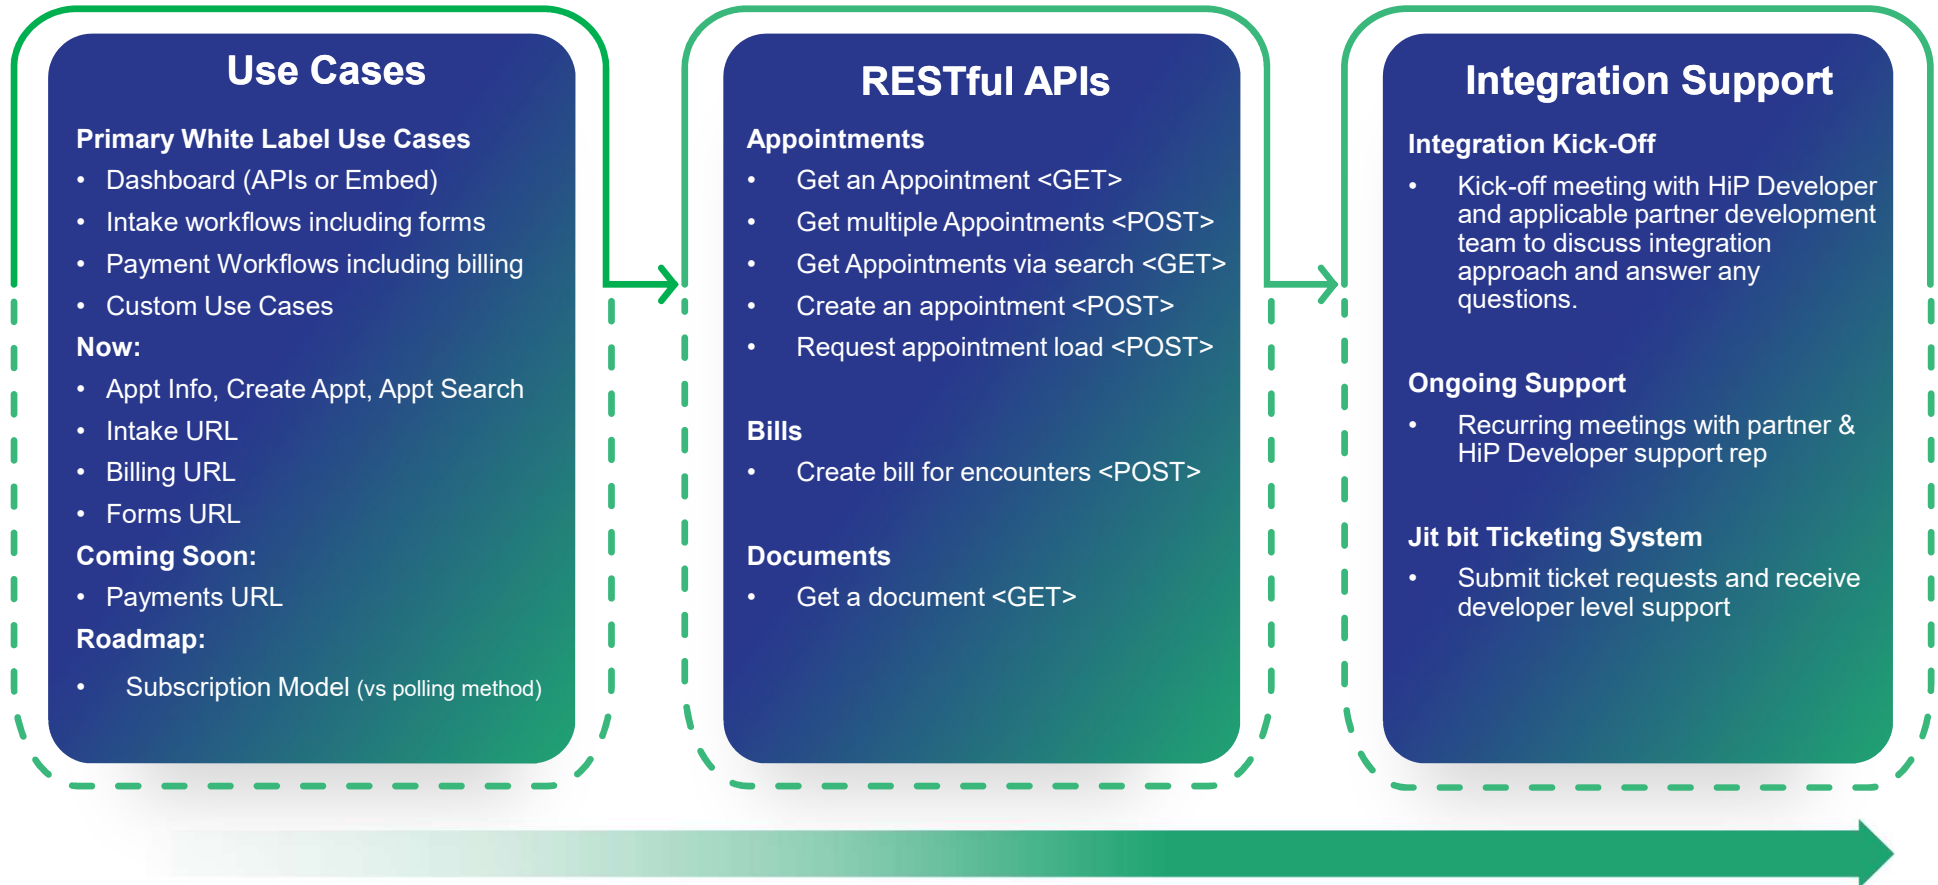 Use Cases
Primary White Label Use Cases
• Dashboard (APIs or Embed)
• Intake workflows including forms
• Payment Workflows including billing
• Custom Use Cases
Now:
• Appt Info, Create Appt, Appt Search
• Intake URL
• Billing URL
• Forms URL
Coming Soon:
• Payments URL
Roadmap:
• Subscription Model (vs polling method)
RESTful APIs
Appointments
• Get an Appointment <GET>
• Get multiple Appointments <POST>
• Get Appointments via search <GET>
• Create an appointment <POST>
• Request appointment load <POST>
Bills
• Create bill for encounters <POST>
Documents
• Get a document <GET>
Integration Support
Integration Kick-Off
• Kick-off meeting with HiP Developer
and applicable partner development
team to discuss integration
approach and answer any
questions.
Ongoing Support
• Recurring meetings with partner &
HiP Developer support rep
Jit bit Ticketing System
• Submit ticket requests and receive
developer level support